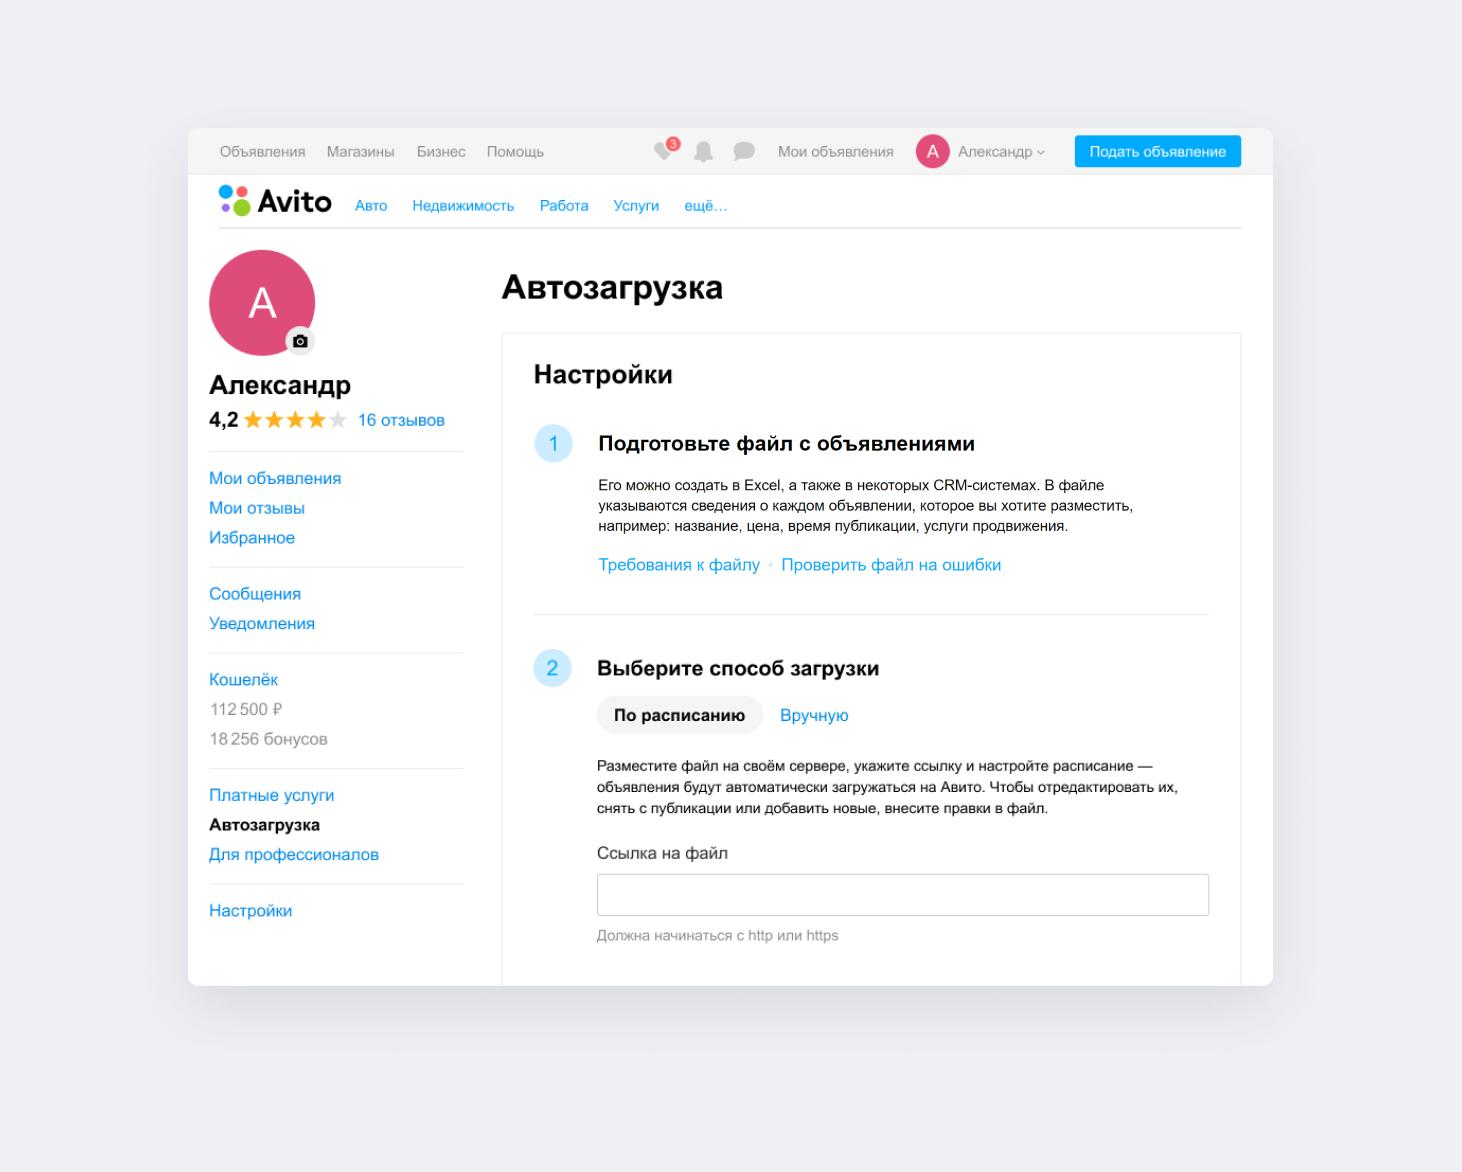 Объявления Магазины Бизнес Помощь 3 Мои объявления А Александр Подать объявление
Avito Авто Недвижимость Работа Услуги ещё...
А
Александр
4,2 16 отзывов
Мои объявления
Мои отзывы
Избранное
Сообщения
Уведомления
Кошелёк
112 500 ₽
18 256 бонусов
Платные услуги
Автозагрузка
Для профессионалов
Настройки
Автозагрузка
Настройки
1 Подготовьте файл с объявлениями
Его можно создать в Excel, а также в некоторых CRM-системах. В файле
указываются сведения о каждом объявлении, которое вы хотите разместить,
например: название, цена, время публикации, услуги продвижения.
Требования к файлу • Проверить файл на ошибки
2 Выберите способ загрузки
По расписанию Вручную
Разместите файл на своём сервере, укажите ссылку и настройте расписание —
объявления будут автоматически загружаться на Авито. Чтобы отредактировать их,
снять с публикации или добавить новые, внесите правки в файл.
Ссылка на файл
Должна начинаться с http или https